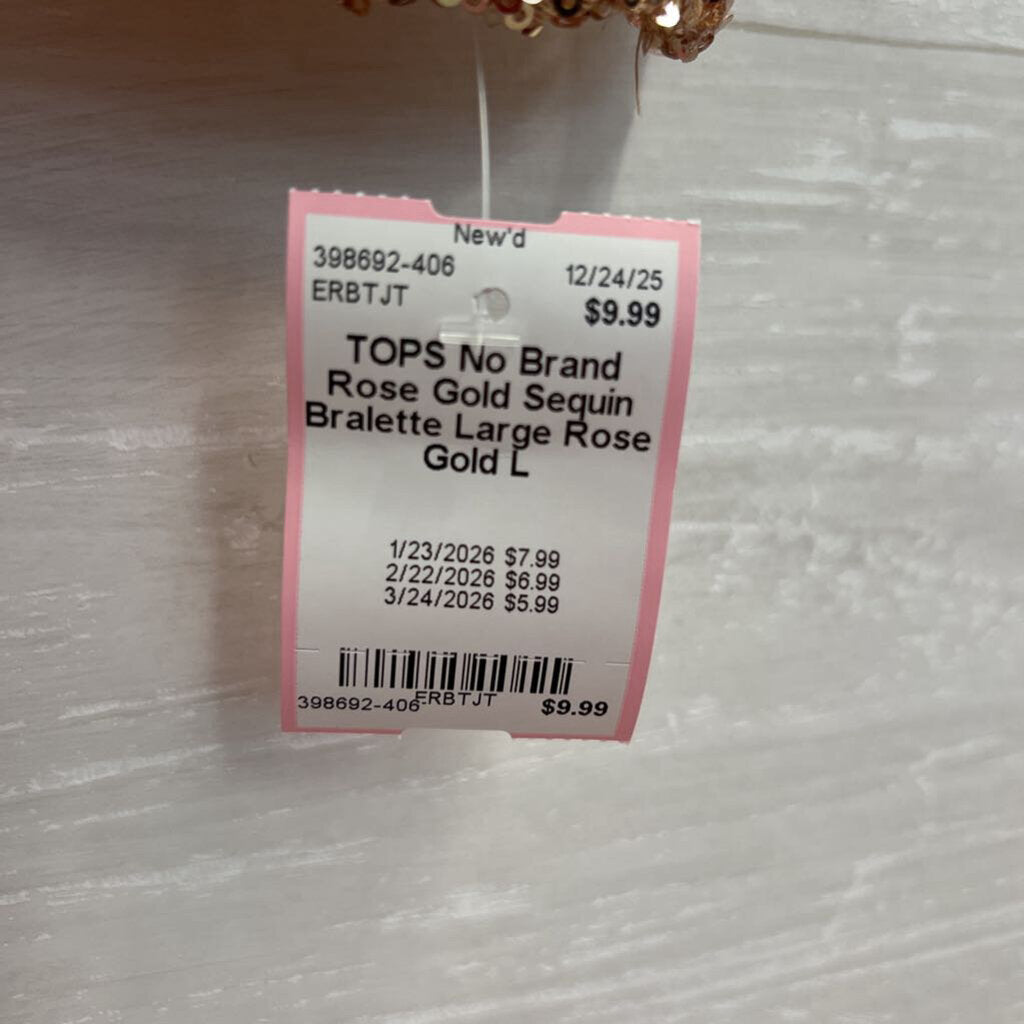 New'd
398692-406 12/24/25
ERBTJT $9.99
TOPS No Brand
Rose Gold Sequin
Bralette Large Rose
Gold L
1/23/2026 $7.99
2/22/2026 $6.99
3/24/2026 $5.99
398692-406-ERBTJT $9.99